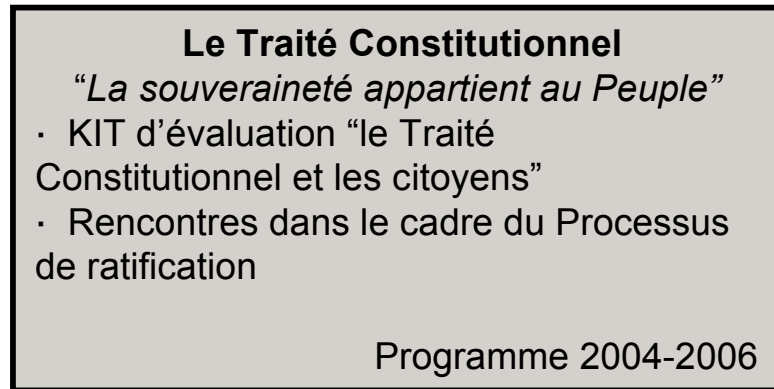 Le Traité Constitutionnel
“La souveraineté appartient au Peuple”
· KIT d’évaluation “le Traité
Constitutionnel et les citoyens”
· Rencontres dans le cadre du Processus
de ratification
Programme 2004-2006